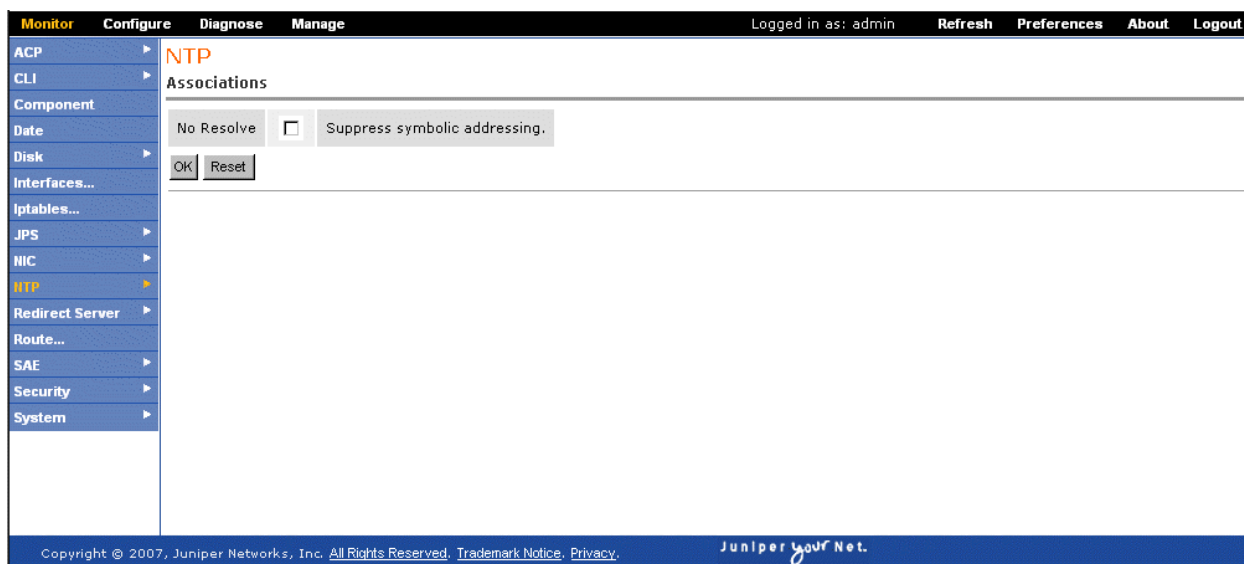 Monitor Configure Diagnose Manage Logged in as: admin Refresh Preferences About Logout
ACP
CLI
Component
Date
Disk
Interfaces...
Iptables...
JPS
NIC
NTP
Redirect Server
Route...
SAE
Security
System
NTP
Associations
No Resolve Suppress symbolic addressing.
OK Reset
Copyright © 2007, Juniper Networks, Inc. All Rights Reserved. Trademark Notice. Privacy.
Juniper your Net.